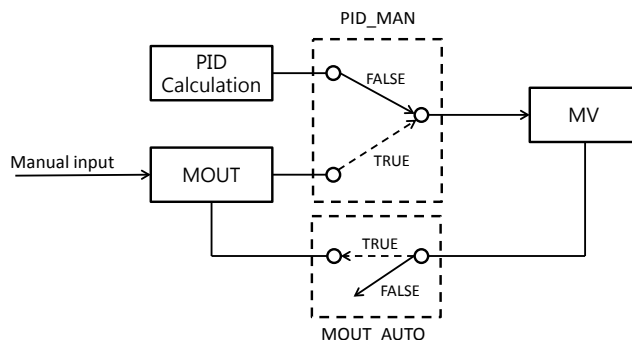 PID_MAN
PID
Calculation
FALSE
MV
Manual input
MOUT
TRUE
TRUE
FALSE
MOUT_AUTO